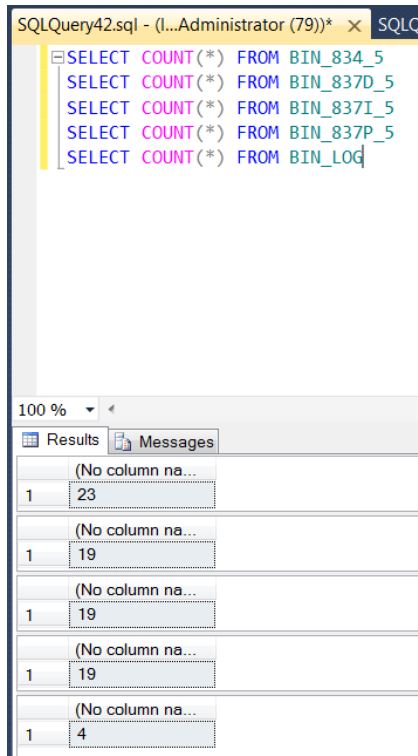 SQLQuery42.sql - (l...Administrator (79))* × SQLQ
SELECT COUNT(*) FROM BIN_834_5
SELECT COUNT(*) FROM BIN_837D_5
SELECT COUNT(*) FROM BIN_837I_5
SELECT COUNT(*) FROM BIN_837P_5
SELECT COUNT(*) FROM BIN_LOG
100 %
Results Messages
(No column na...
1 23
(No column na...
1 19
(No column na...
1 19
(No column na...
1 19
(No column na...
1 4